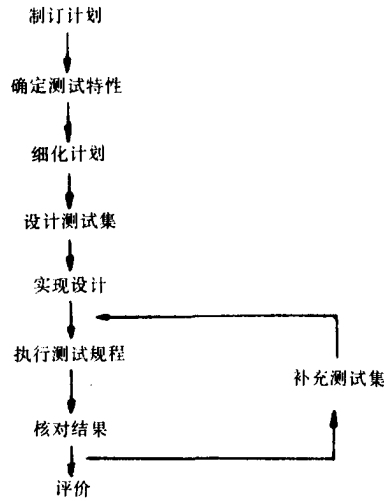 制订计划
确定测试特性
细化计划
设计测试集
实现设计
执行测试规程
补充测试集
核对结果
评价